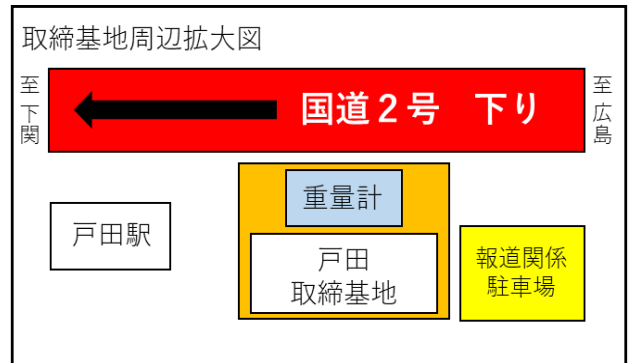 取締基地周辺拡大図
至下関
国道２号　下り
至広島
重量計
戸田駅
戸田
取締基地
報道関係
駐車場